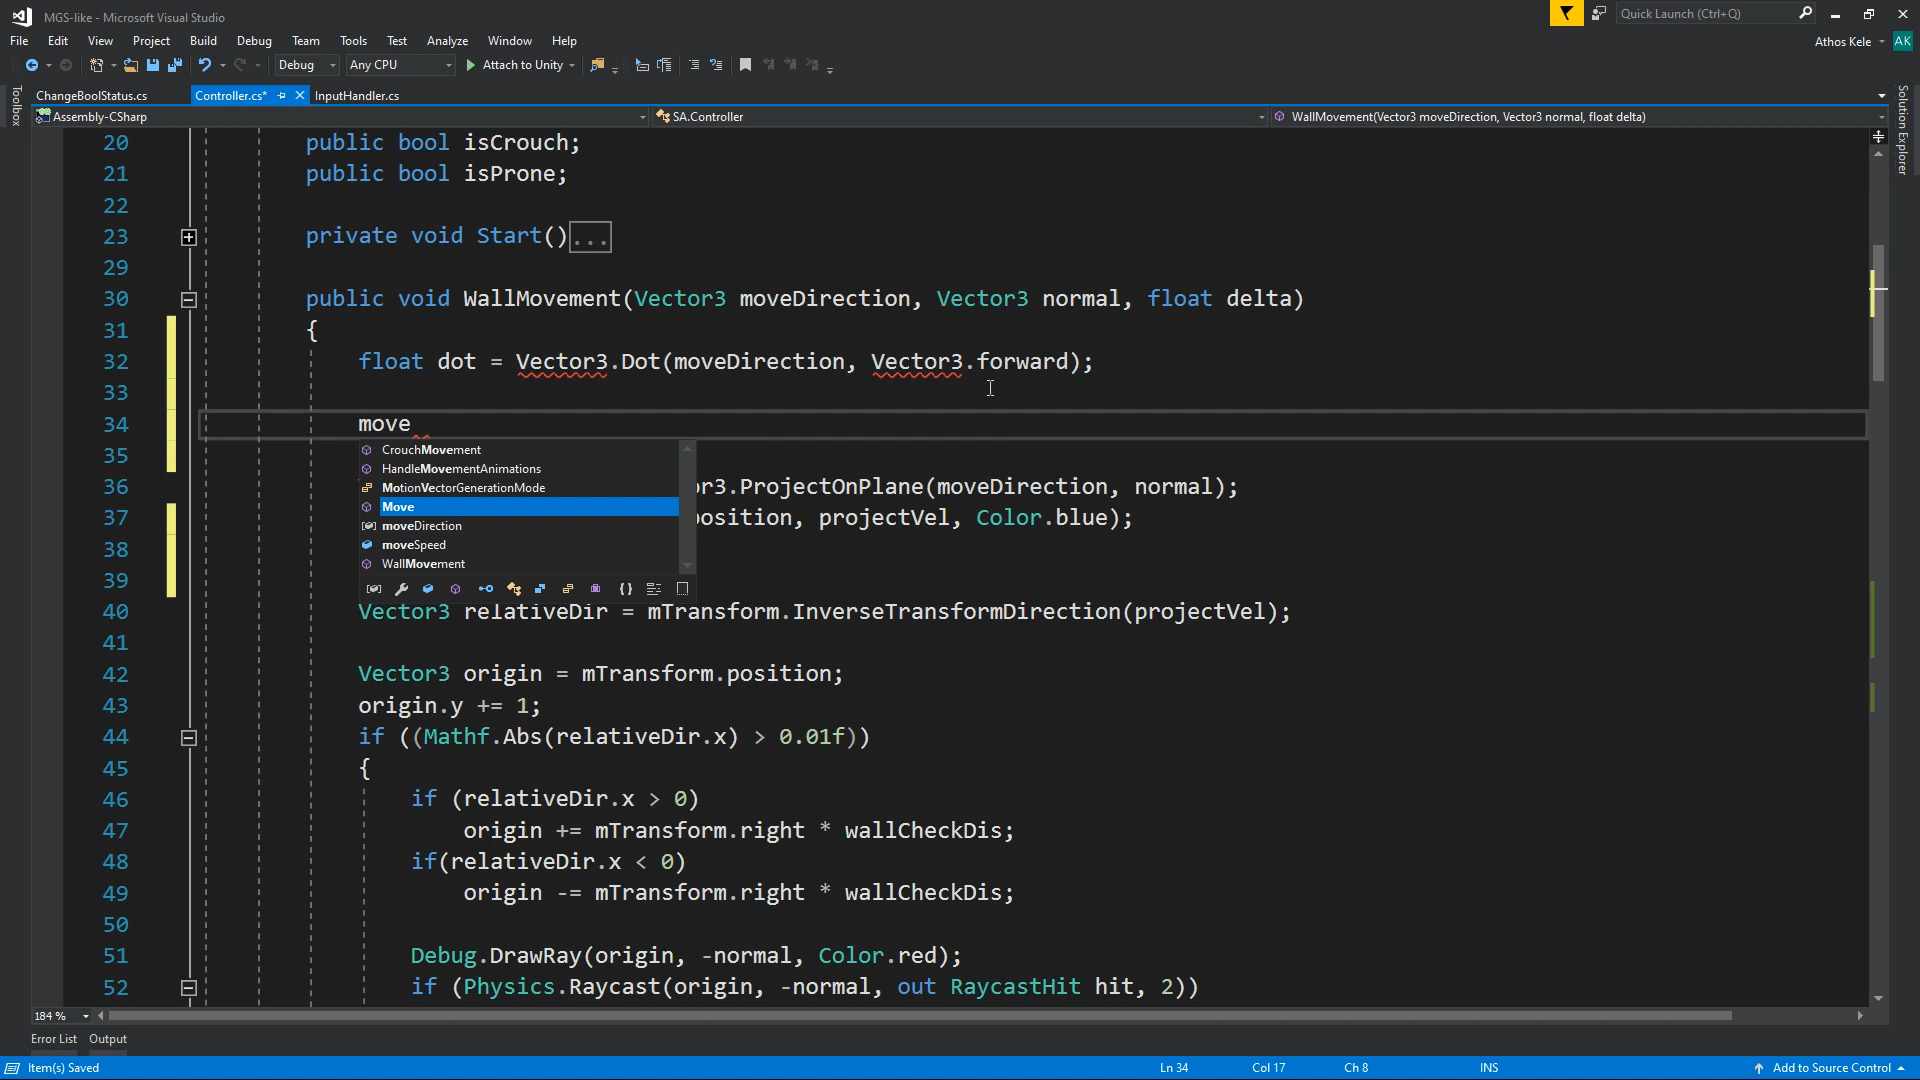 MGS-like - Microsoft Visual Studio
Quick Launch (Ctrl+Q)
File Edit View Project Build Debug Team Tools Test Analyze Window Help
Athos Kele AK
Debug Any CPU Attach to Unity
Toolbox
ChangeBoolStatus.cs Controller.cs* InputHandler.cs
Solution Explorer
Assembly-CSharp SA.Controller WallMovement(Vector3 moveDirection, Vector3 normal, float delta)
20 public bool isCrouch;
21 public bool isProne;
22
23 private void Start()...
29
30 public void WallMovement(Vector3 moveDirection, Vector3 normal, float delta)
31 {
32 float dot = Vector3.Dot(moveDirection, Vector3.forward);
33
34 move
35
CrouchMovement
HandleMovementAnimations
MotionVectorGenerationMode
Move
moveDirection
moveSpeed
WallMovement
36 or3.ProjectOnPlane(moveDirection, normal);
37 position, projectVel, Color.blue);
38
39
40 Vector3 relativeDir = mTransform.InverseTransformDirection(projectVel);
41
42 Vector3 origin = mTransform.position;
43 origin.y += 1;
44 if ((Mathf.Abs(relativeDir.x) > 0.01f))
45 {
46 if (relativeDir.x > 0)
47 origin += mTransform.right * wallCheckDis;
48 if(relativeDir.x < 0)
49 origin -= mTransform.right * wallCheckDis;
50
51 Debug.DrawRay(origin, -normal, Color.red);
52 if (Physics.Raycast(origin, -normal, out RaycastHit hit, 2))
184 %
Error List Output
Item(s) Saved Ln 34 Col 17 Ch 8 INS Add to Source Control